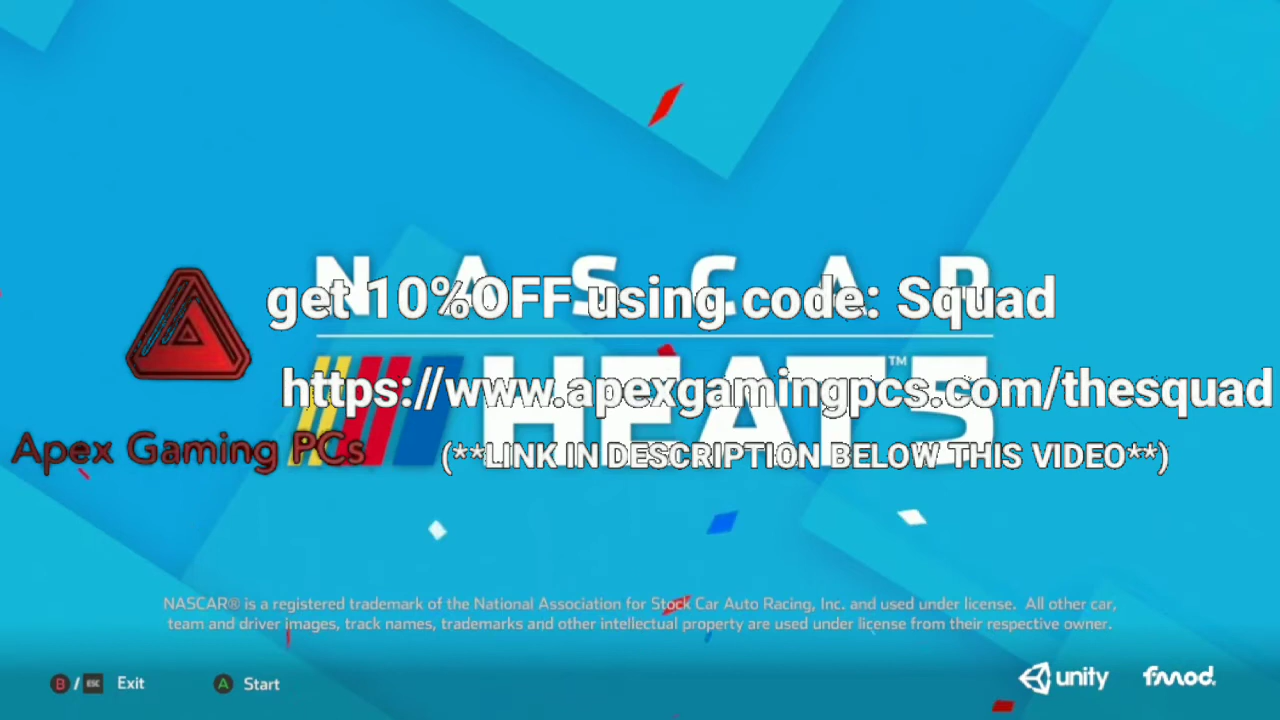 NASCAR
get 10%OFF using code: Squad
HEAT5™
https://www.apexgamingpcs.com/thesquad
Apex Gaming PCs
(**LINK IN DESCRIPTION BELOW THIS VIDEO**)
NASCAR® is a registered trademark of the National Association for Stock Car Auto Racing, Inc. and used under license. All other car,
team and driver images, track names, trademarks and other intellectual property are used under license from their respective owner.
B / ESC Exit A Start
unity fmod.